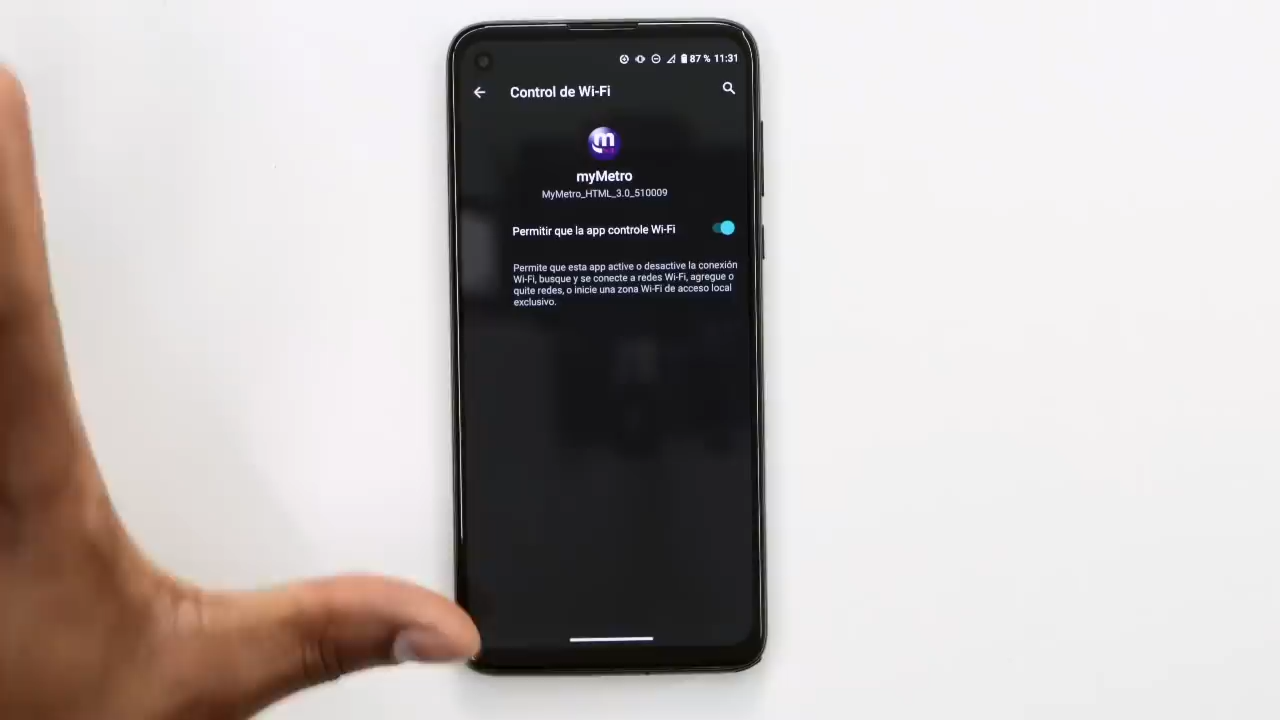 87 % 11:31
Control de Wi-Fi
m
myMetro
MyMetro_HTML_3.0_510009
Permitir que la app controle Wi-Fi
Permite que esta app active o desactive la conexión
Wi-Fi, busque y se conecte a redes Wi-Fi, agregue o
quite redes, o inicie una zona Wi-Fi de acceso local
exclusivo.